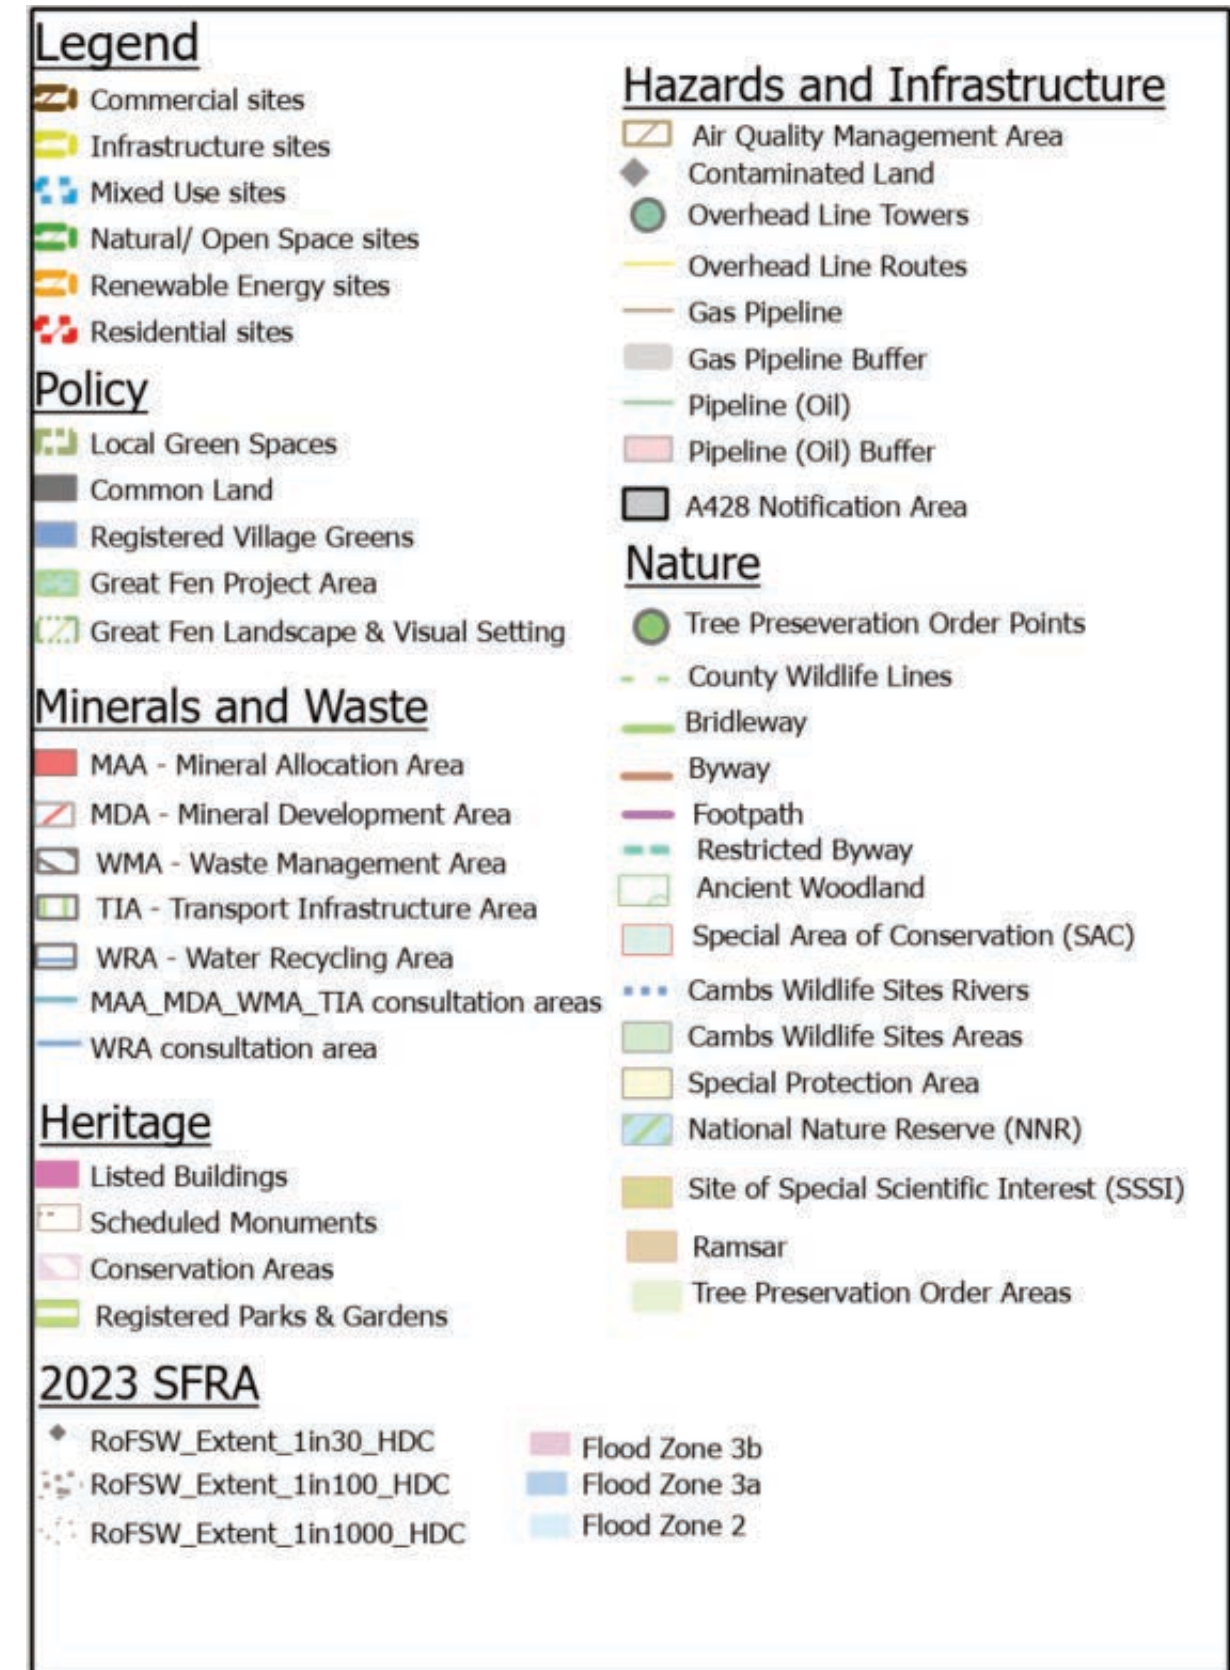 Legend
Commercial sites
Infrastructure sites
Mixed Use sites
Natural/ Open Space sites
Renewable Energy sites
Residential sites
Policy
Local Green Spaces
Common Land
Registered Village Greens
Great Fen Project Area
Great Fen Landscape & Visual Setting
Minerals and Waste
MAA - Mineral Allocation Area
MDA - Mineral Development Area
WMA - Waste Management Area
TIA - Transport Infrastructure Area
WRA - Water Recycling Area
MAA_MDA_WMA_TIA consultation areas
WRA consultation area
Heritage
Listed Buildings
Scheduled Monuments
Conservation Areas
Registered Parks & Gardens
2023 SFRA
RoFSW_Extent_1in30_HDC
RoFSW_Extent_1in100_HDC
RoFSW_Extent_1in1000_HDC
Flood Zone 3b
Flood Zone 3a
Flood Zone 2
Hazards and Infrastructure
Air Quality Management Area
Contaminated Land
Overhead Line Towers
Overhead Line Routes
Gas Pipeline
Gas Pipeline Buffer
Pipeline (Oil)
Pipeline (Oil) Buffer
A428 Notification Area
Nature
Tree Preseveration Order Points
County Wildlife Lines
Bridleway
Byway
Footpath
Restricted Byway
Ancient Woodland
Special Area of Conservation (SAC)
Cambs Wildlife Sites Rivers
Cambs Wildlife Sites Areas
Special Protection Area
National Nature Reserve (NNR)
Site of Special Scientific Interest (SSSI)
Ramsar
Tree Preservation Order Areas